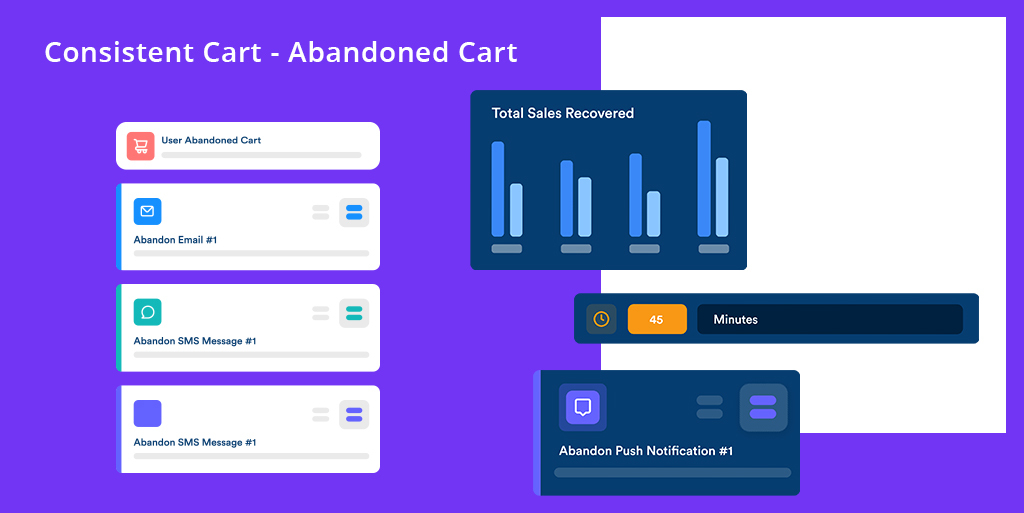 Consistent Cart - Abandoned Cart
User Abandoned Cart
Abandon Email #1
Abandon SMS Message #1
Abandon SMS Message #1
Total Sales Recovered
45 Minutes
Abandon Push Notification #1